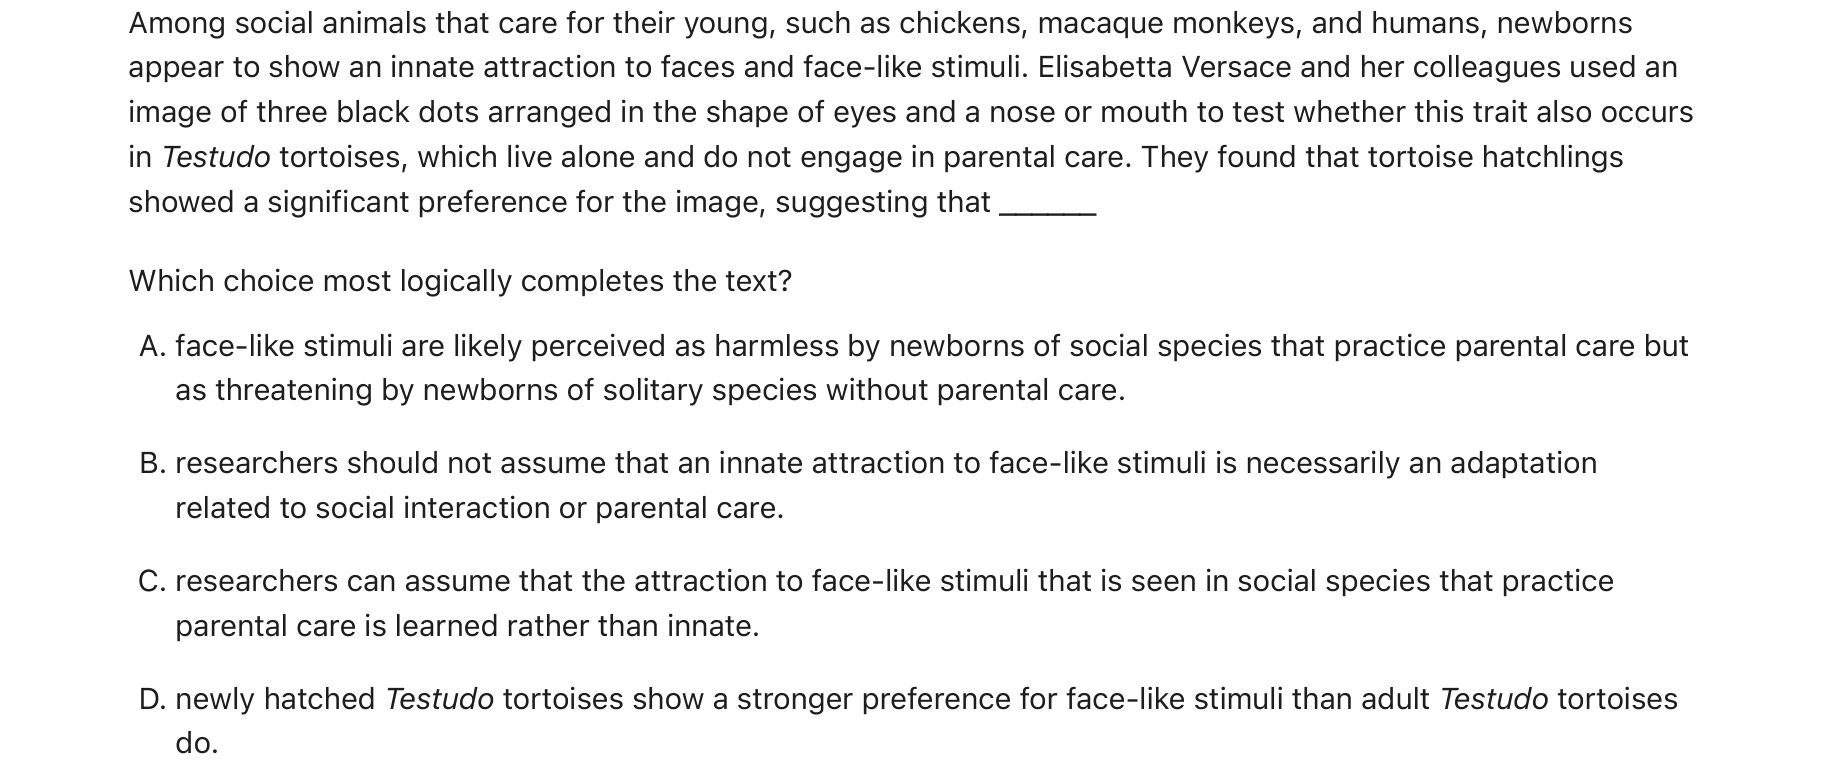 Among social animals that care for their young, such as chickens, macaque monkeys, and humans, newborns
appear to show an innate attraction to faces and face-like stimuli. Elisabetta Versace and her colleagues used an
image of three black dots arranged in the shape of eyes and a nose or mouth to test whether this trait also occurs
in Testudo tortoises, which live alone and do not engage in parental care. They found that tortoise hatchlings
showed a significant preference for the image, suggesting that ______
Which choice most logically completes the text?
A. face-like stimuli are likely perceived as harmless by newborns of social species that practice parental care but
as threatening by newborns of solitary species without parental care.
B. researchers should not assume that an innate attraction to face-like stimuli is necessarily an adaptation
related to social interaction or parental care.
C. researchers can assume that the attraction to face-like stimuli that is seen in social species that practice
parental care is learned rather than innate.
D. newly hatched Testudo tortoises show a stronger preference for face-like stimuli than adult Testudo tortoises
do.